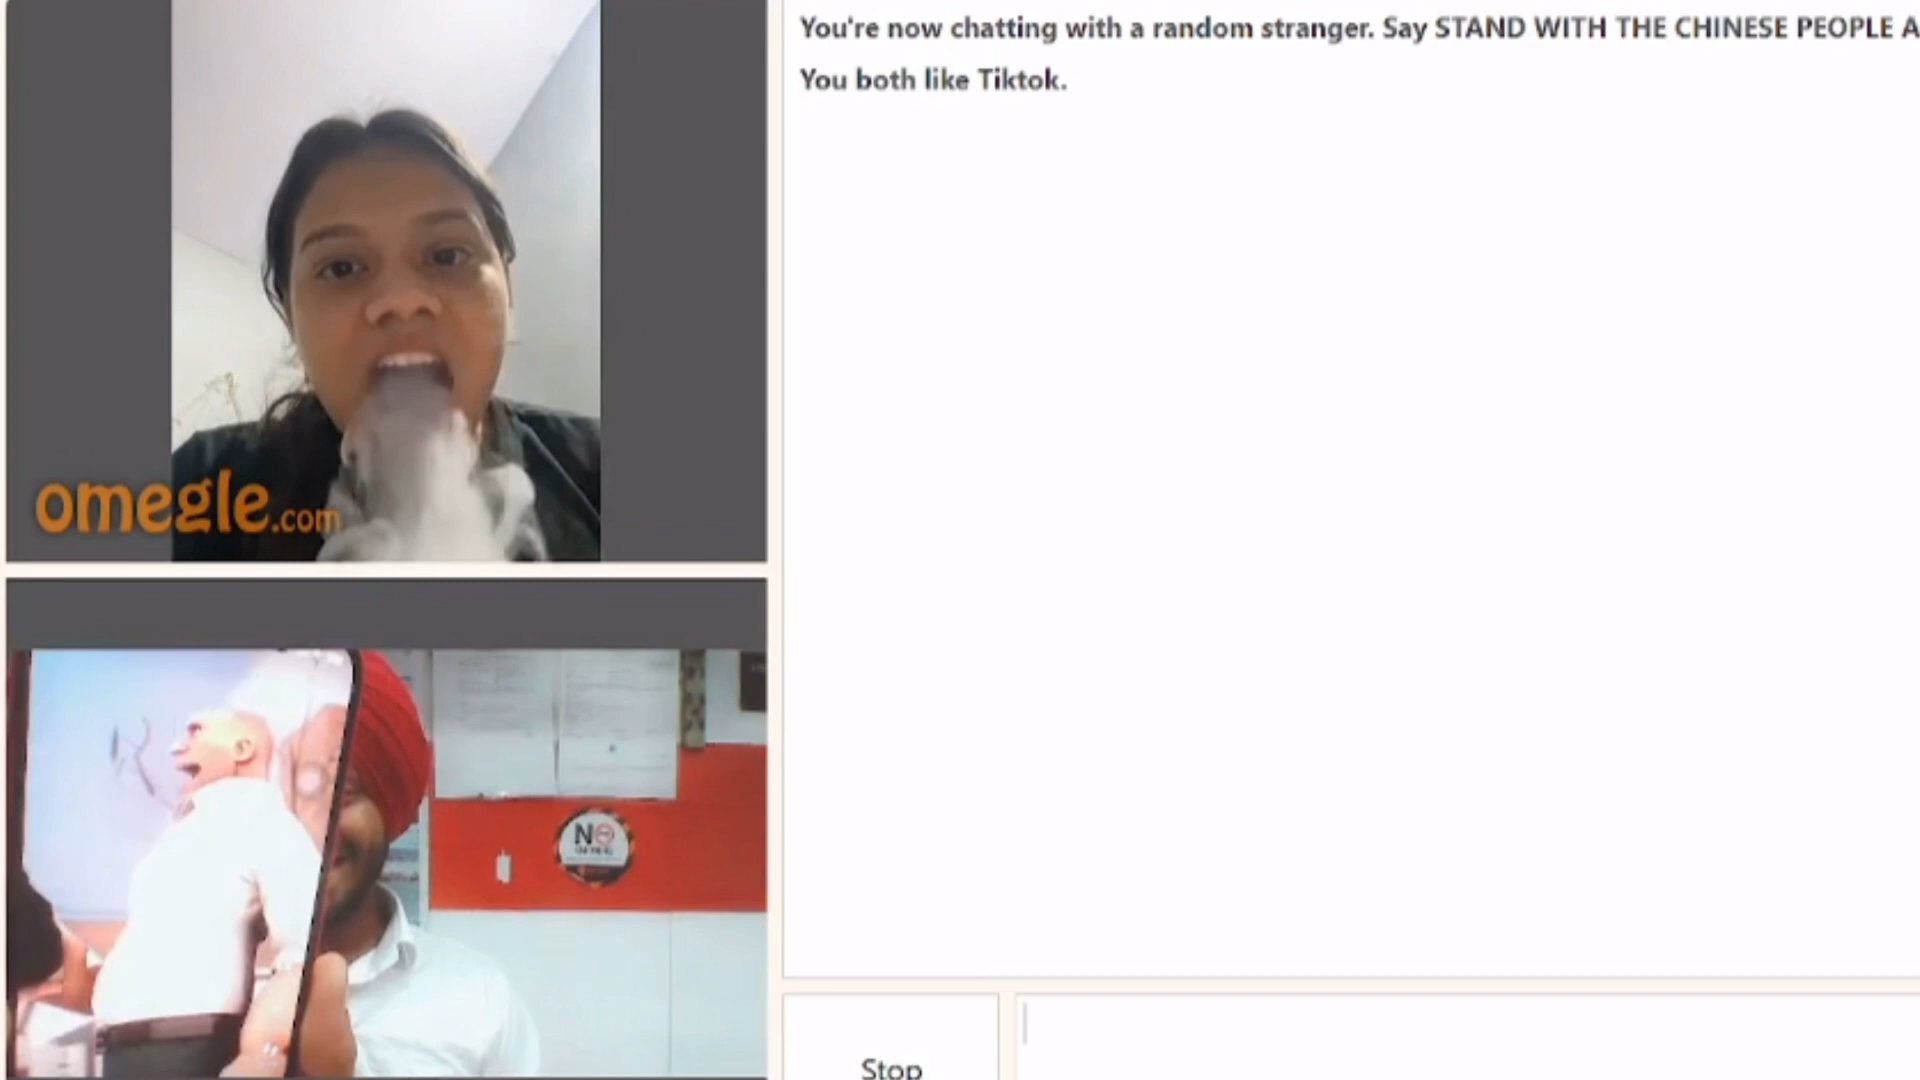 You're now chatting with a random stranger. Say STAND WITH THE CHINESE PEOPLE A
You both like Tiktok.
omegle.com
NO
Stop